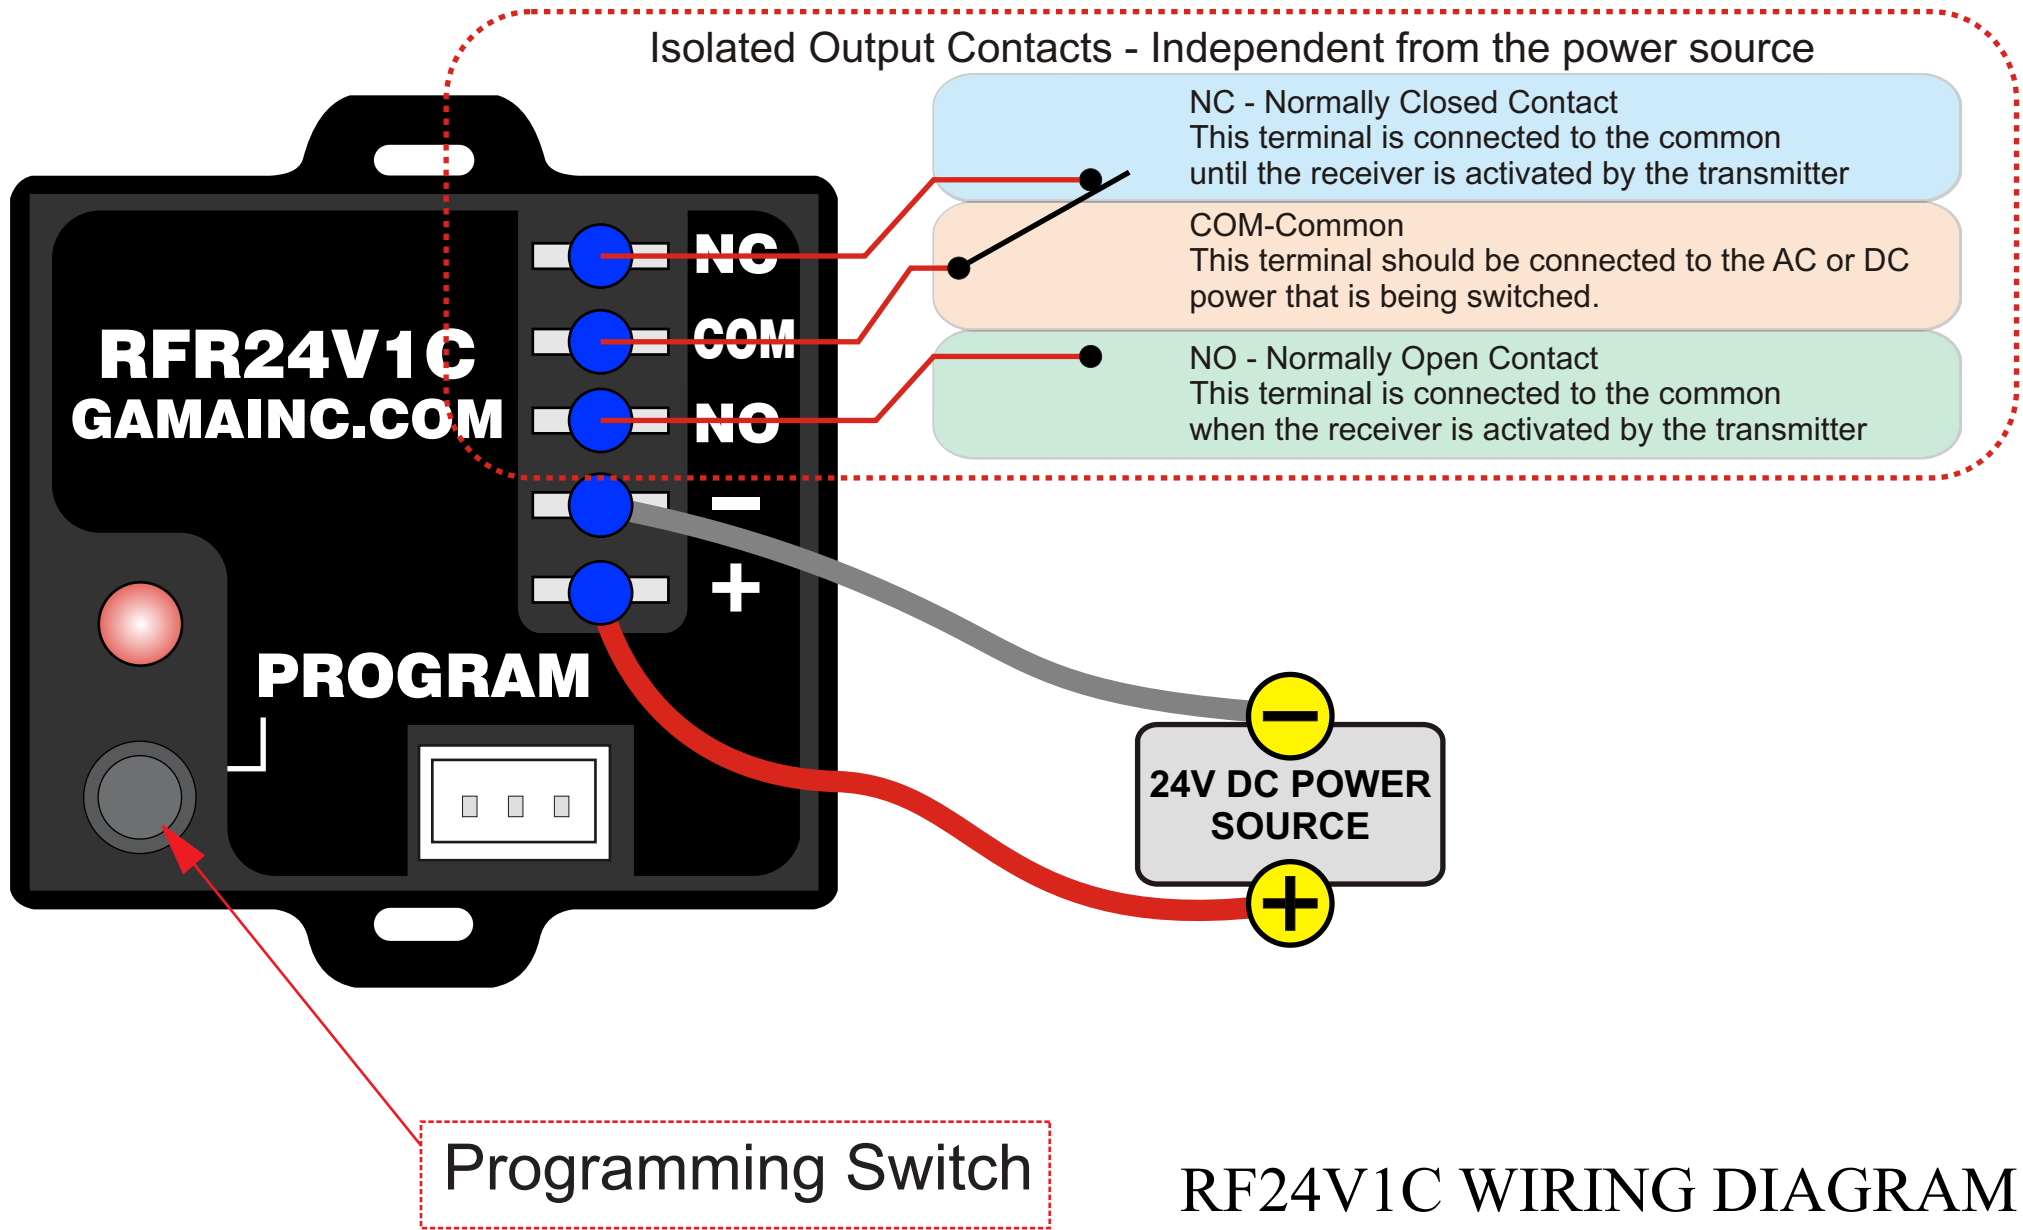 Isolated Output Contacts - Independent from the power source
NC - Normally Closed Contact
This terminal is connected to the common
until the receiver is activated by the transmitter
COM-Common
This terminal should be connected to the AC or DC
power that is being switched.
NO - Normally Open Contact
This terminal is connected to the common
when the receiver is activated by the transmitter
NC
COM
NO
−
+
RFR24V1C
GAMAINC.COM
PROGRAM
−
24V DC POWER
SOURCE
+
Programming Switch
RF24V1C WIRING DIAGRAM